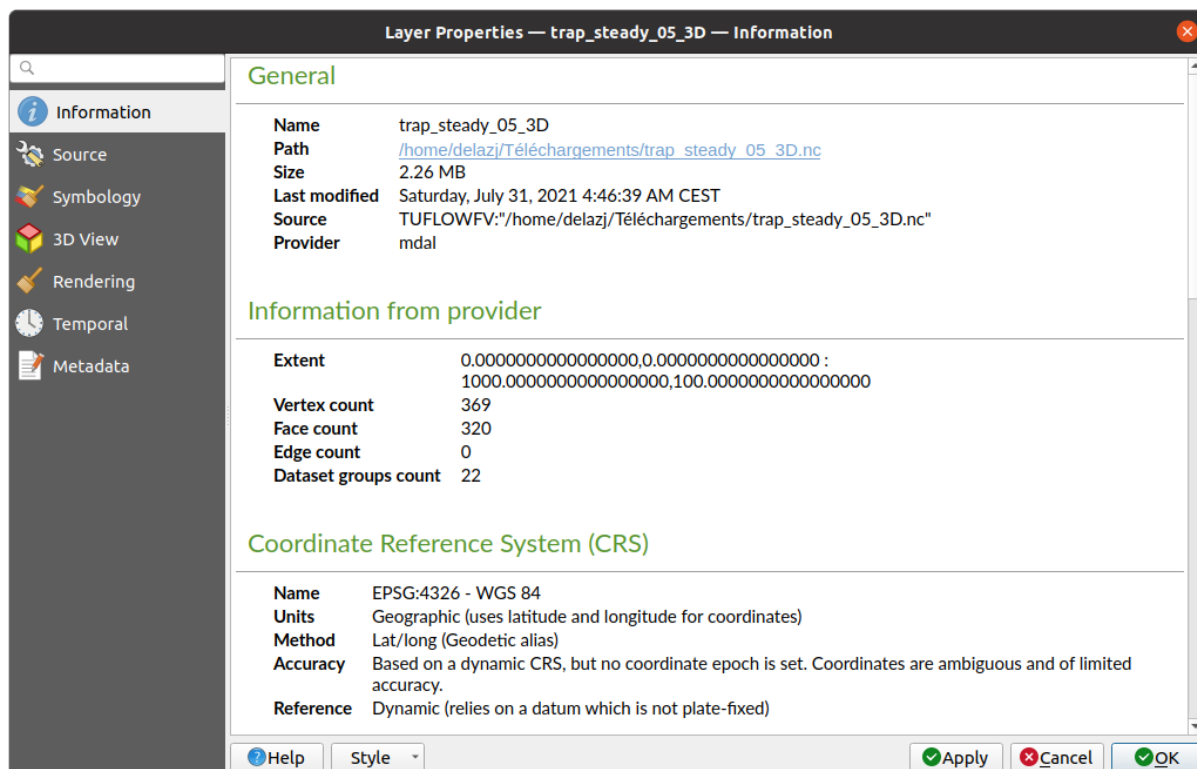 Layer Properties — trap_steady_05_3D — Information
Information
Source
Symbology
3D View
Rendering
Temporal
Metadata
General
Name trap_steady_05_3D
Path /home/delazj/Téléchargements/trap_steady_05_3D.nc
Size 2.26 MB
Last modified Saturday, July 31, 2021 4:46:39 AM CEST
Source TUFLOWFV:"/home/delazj/Téléchargements/trap_steady_05_3D.nc"
Provider mdal
Information from provider
Extent 0.0000000000000000,0.0000000000000000 :
1000.0000000000000000,100.0000000000000000
Vertex count 369
Face count 320
Edge count 0
Dataset groups count 22
Coordinate Reference System (CRS)
Name EPSG:4326 - WGS 84
Units Geographic (uses latitude and longitude for coordinates)
Method Lat/long (Geodetic alias)
Accuracy Based on a dynamic CRS, but no coordinate epoch is set. Coordinates are ambiguous and of limited
accuracy.
Reference Dynamic (relies on a datum which is not plate-fixed)
Help Style Apply Cancel OK